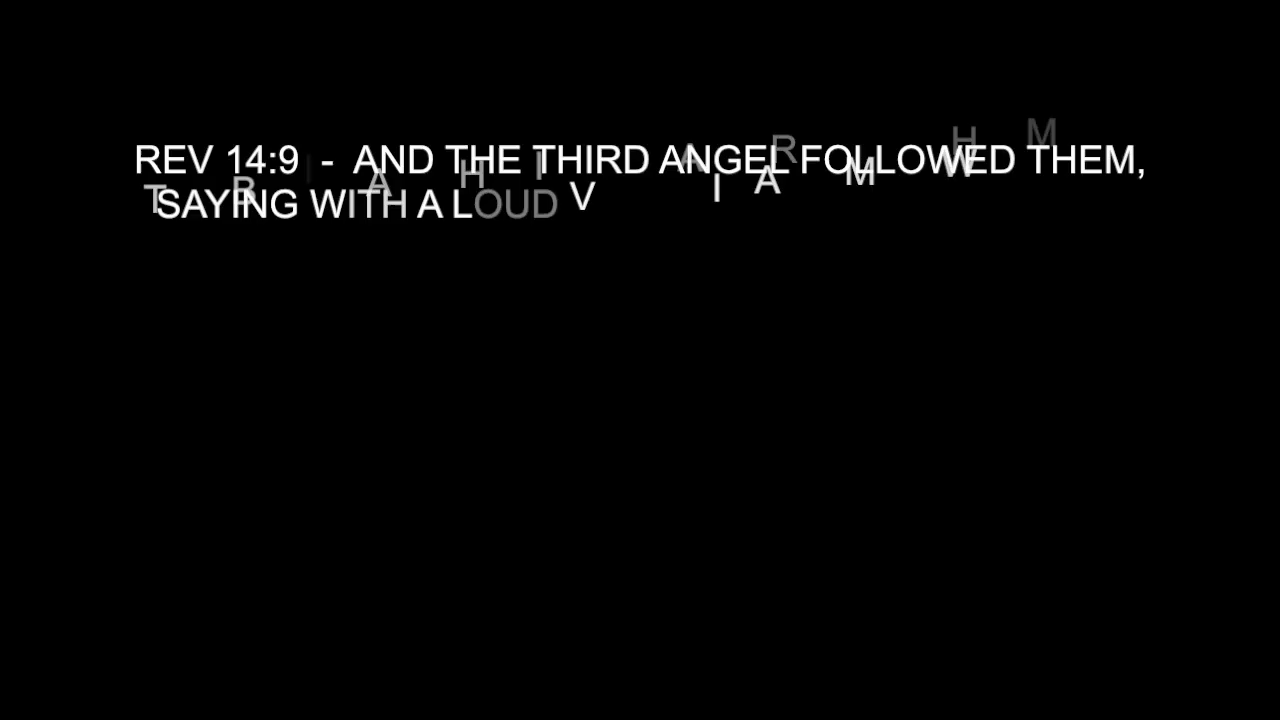 REV 14:9 - AND THE THIRD ANGEL FOLLOWED THEM,
SAYING WITH A LOUD